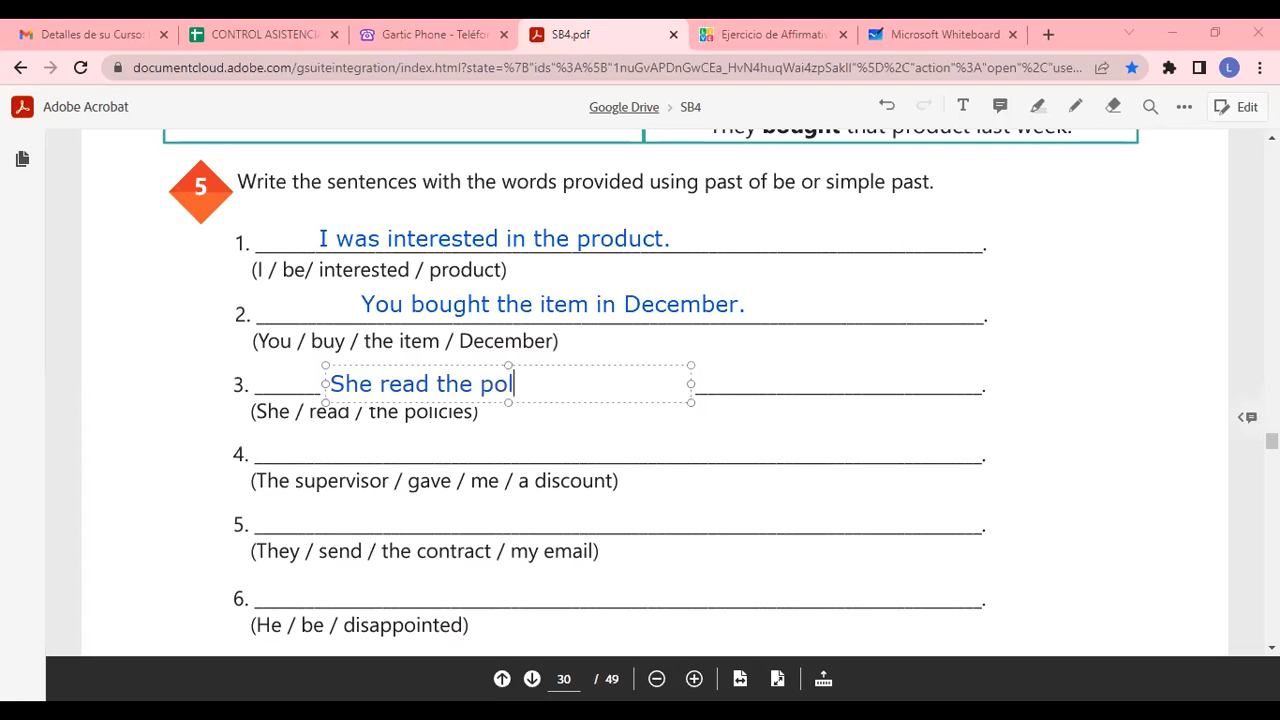 Detalles de su Curso:
CONTROL ASISTENCIA
Gartic Phone - Teléfo
SB4.pdf
Ejercicio de Affirmativ
Microsoft Whiteboard
documentcloud.adobe.com/gsuiteintegration/index.html?state=%7B"ids"%3A%5B"1nuGvAPDnGwCEa_HvN4huqWai4zpSaklI"%5D%2C"action"%3A"open"%2C"use...
L
Adobe Acrobat
Google Drive > SB4
Edit
They bought that product last week.
5 Write the sentences with the words provided using past of be or simple past.
1. I was interested in the product.
(I / be/ interested / product)
2. You bought the item in December.
(You / buy / the item / December)
3. She read the pol
(She / read / the policies)
4.
(The supervisor / gave / me / a discount)
5.
(They / send / the contract / my email)
6.
(He / be / disappointed)
30 / 49